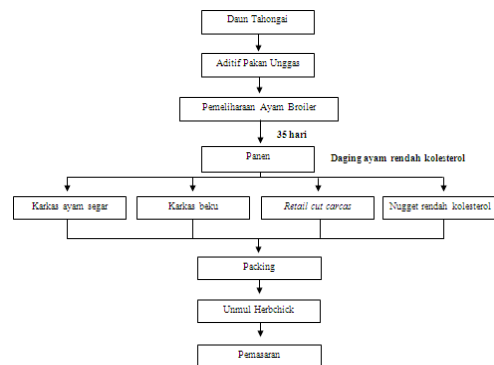 Daun Tahongai
Aditif Pakan Unggas
Pemeliharaan Ayam Broiler
35 hari
Panen
Daging ayam rendah kolesterol
Karkas ayam segar
Karkas beku
Retail cut carcas
Nugget rendah kolesterol
Packing
Unmul Herbchick
Pemasaran